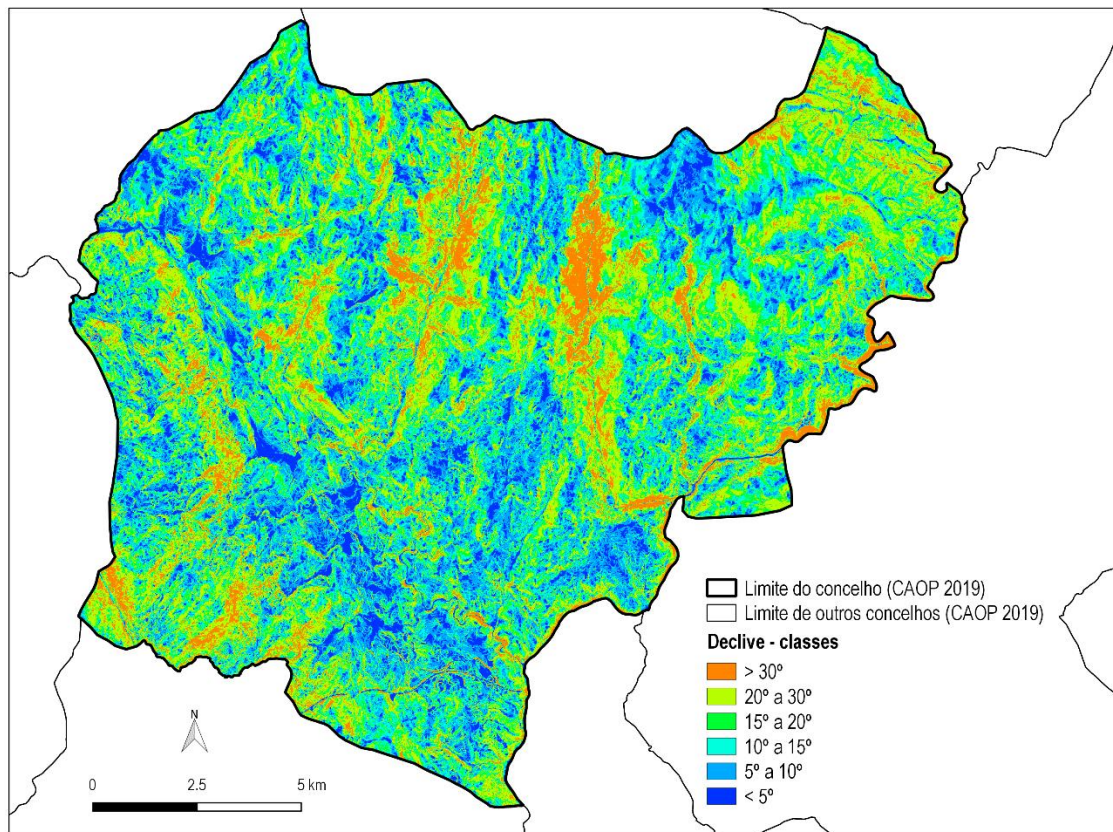 Limite do concelho (CAOP 2019)
Limite de outros concelhos (CAOP 2019)
Declive - classes
> 30º
20º a 30º
15º a 20º
10º a 15º
5º a 10º
< 5º
N
0 2.5 5 km